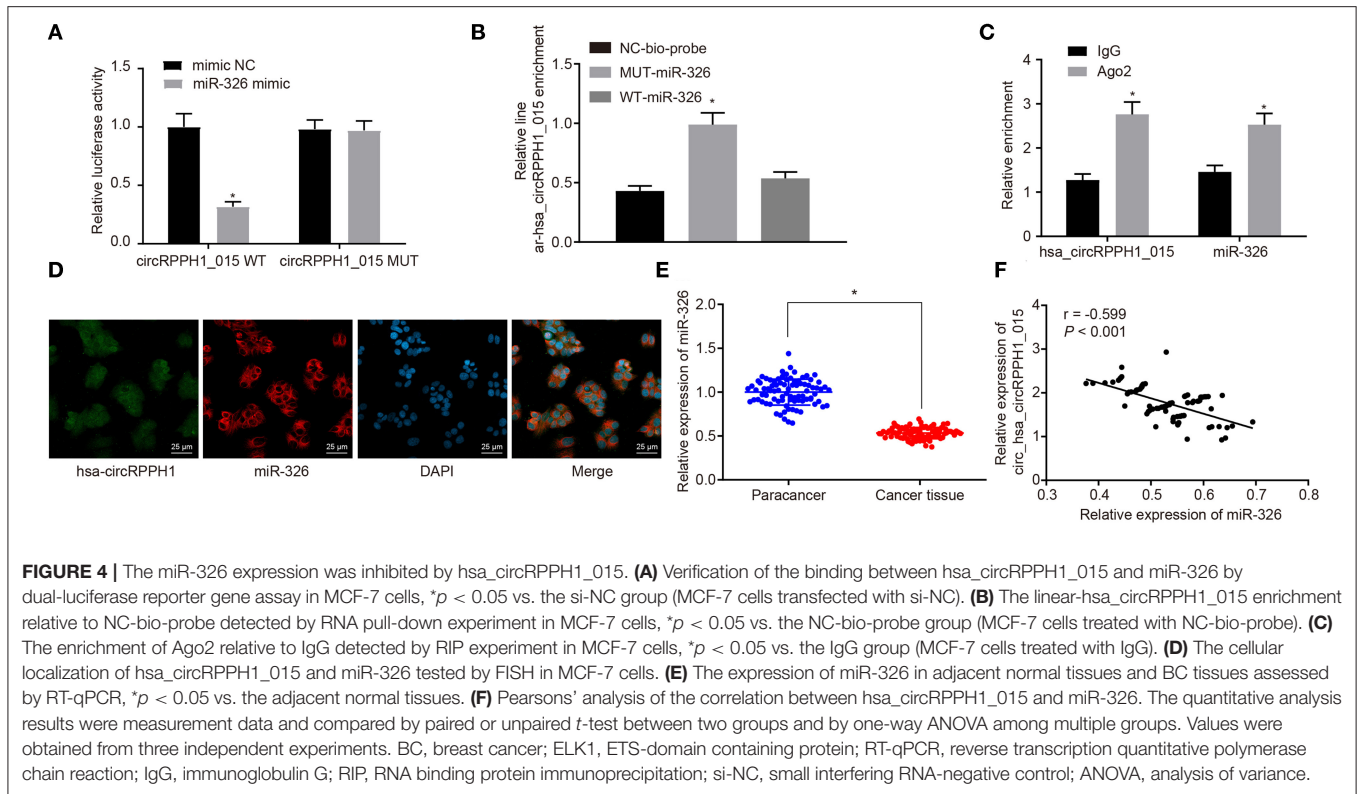 A
mimic NC
miR-326 mimic
Relative luciferase activity
1.5
1.0
0.5
0.0
*
circRPPH1_015 WT
circRPPH1_015 MUT
B
NC-bio-probe
MUT-miR-326
WT-miR-326
Relative line
ar-hsa_circRPPH1_015 enrichment
1.5
1.0
0.5
0.0
*
C
IgG
Ago2
Relative enrichment
4
3
2
1
0
*
*
hsa_circRPPH1_015
miR-326
D
25 µm
25 µm
25 µm
25 µm
hsa-circRPPH1
miR-326
DAPI
Merge
E
Relative expression of miR-326
2.0
1.5
1.0
0.5
0.0
*
Paracancer
Cancer tissue
F
Relative expression of
circ_hsa_circRPPH1_015
4
3
2
1
0
r = -0.599
P < 0.001
0.3
0.4
0.5
0.6
0.7
0.8
Relative expression of miR-326
FIGURE 4 | The miR-326 expression was inhibited by hsa_circRPPH1_015. (A) Verification of the binding between hsa_circRPPH1_015 and miR-326 by
dual-luciferase reporter gene assay in MCF-7 cells, *p < 0.05 vs. the si-NC group (MCF-7 cells transfected with si-NC). (B) The linear-hsa_circRPPH1_015 enrichment
relative to NC-bio-probe detected by RNA pull-down experiment in MCF-7 cells, *p < 0.05 vs. the NC-bio-probe group (MCF-7 cells treated with NC-bio-probe). (C)
The enrichment of Ago2 relative to IgG detected by RIP experiment in MCF-7 cells, *p < 0.05 vs. the IgG group (MCF-7 cells treated with IgG). (D) The cellular
localization of hsa_circRPPH1_015 and miR-326 tested by FISH in MCF-7 cells. (E) The expression of miR-326 in adjacent normal tissues and BC tissues assessed
by RT-qPCR, *p < 0.05 vs. the adjacent normal tissues. (F) Pearsons' analysis of the correlation between hsa_circRPPH1_015 and miR-326. The quantitative analysis
results were measurement data and compared by paired or unpaired t-test between two groups and by one-way ANOVA among multiple groups. Values were
obtained from three independent experiments. BC, breast cancer; ELK1, ETS-domain containing protein; RT-qPCR, reverse transcription quantitative polymerase
chain reaction; IgG, immunoglobulin G; RIP, RNA binding protein immunoprecipitation; si-NC, small interfering RNA-negative control; ANOVA, analysis of variance.